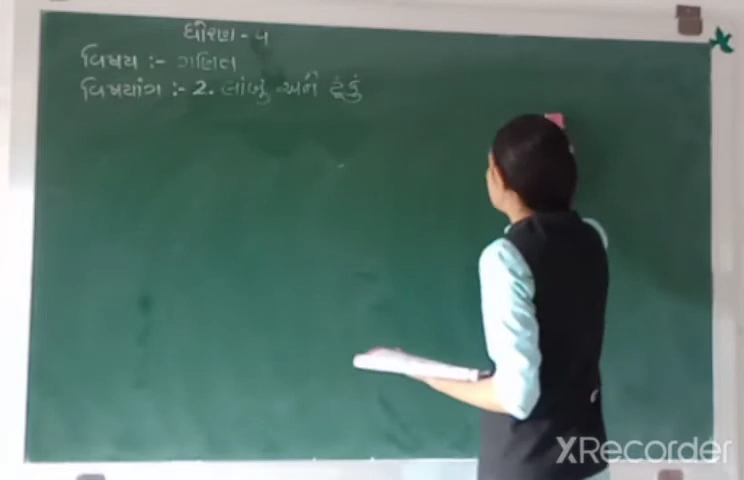 ધોરણ - ૫
વિષય :- ગણિત
વિષયાંગ :- 2. લાંબુ અને ટૂંકું
XRecorder